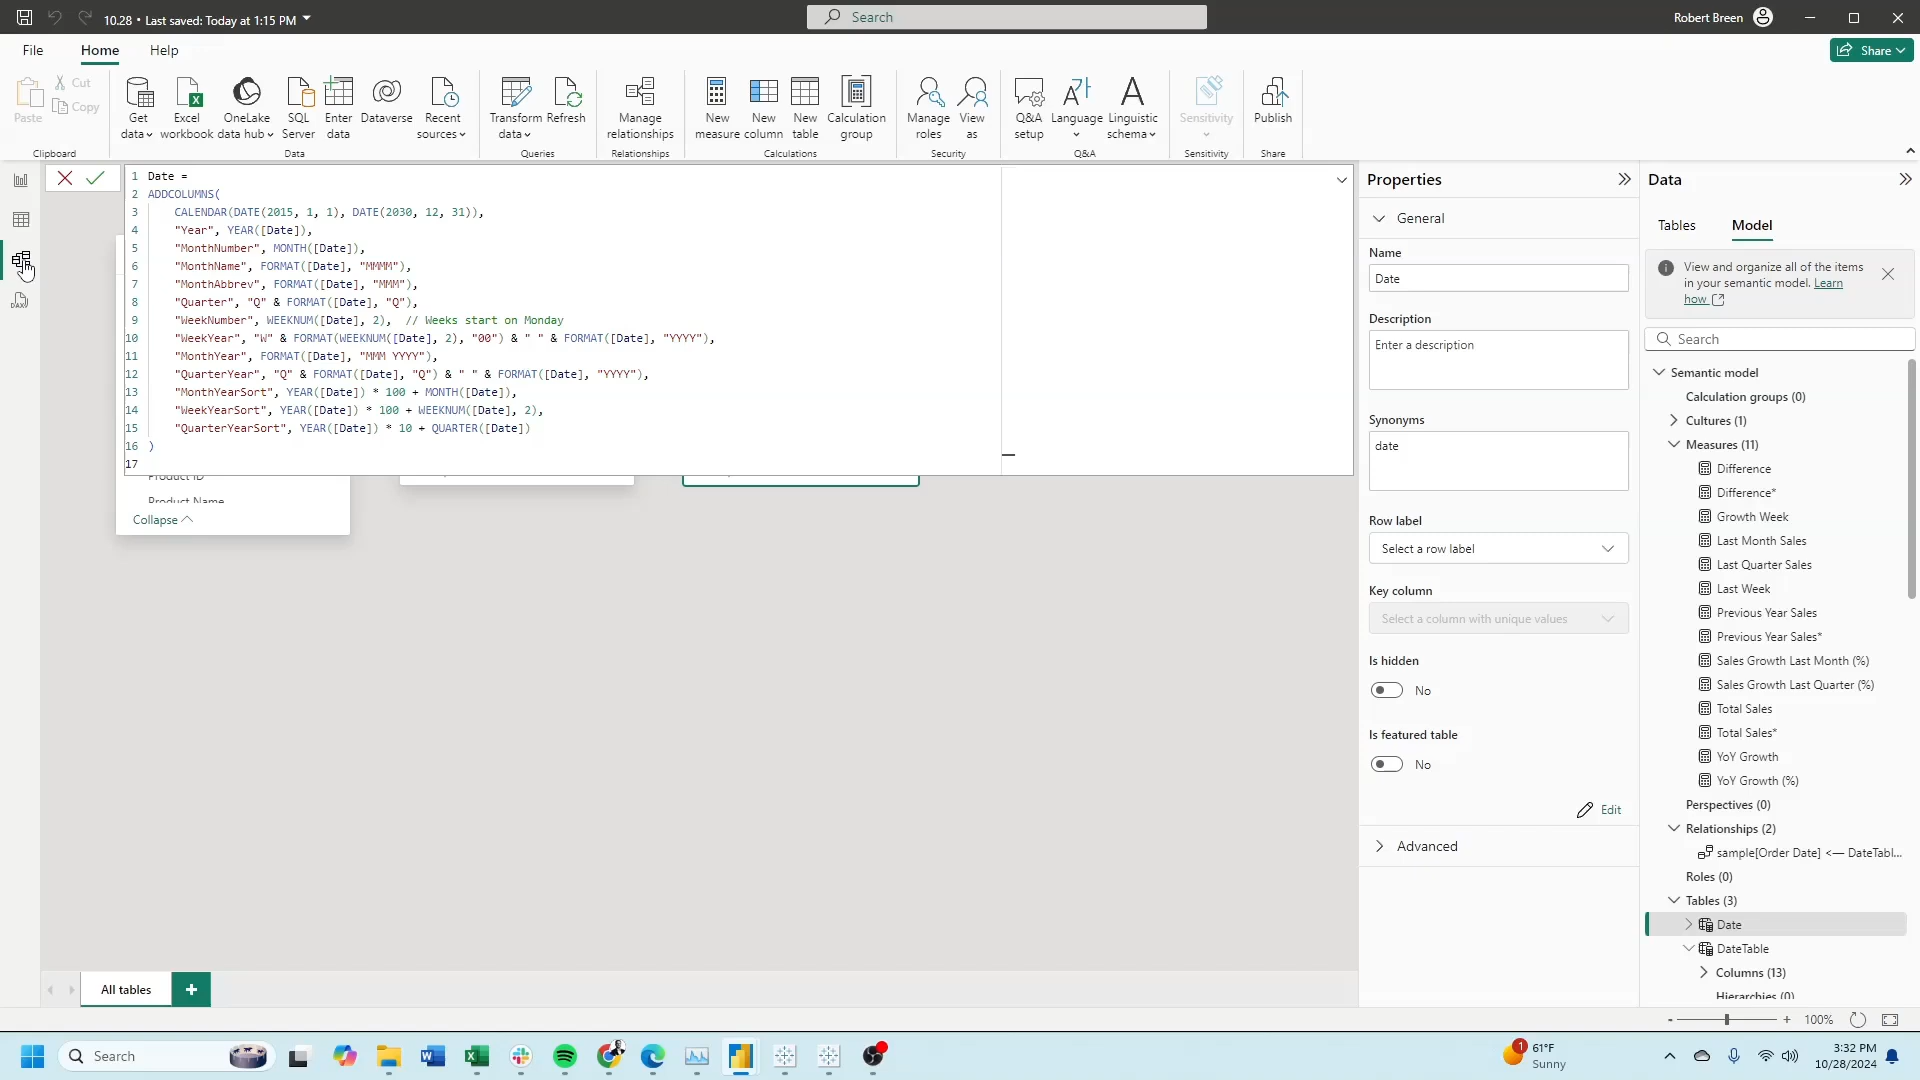 10.28 • Last saved: Today at 1:15 PM
Search
Robert Breen
File
Home
Help
Share
Paste
Cut
Copy
Clipboard
Get data
Excel workbook
OneLake data hub
SQL Server
Enter data
Dataverse
Recent sources
Data
Transform data
Refresh
Queries
Manage relationships
Relationships
New measure
New column
New table
Calculation group
Calculations
Manage roles
View as
Security
Q&A setup
Language
Linguistic schema
Q&A
Sensitivity
Sensitivity
Publish
Share
1 Date =
2 ADDCOLUMNS(
3 CALENDAR(DATE(2015, 1, 1), DATE(2030, 12, 31)),
4 "Year", YEAR([Date]),
5 "MonthNumber", MONTH([Date]),
6 "MonthName", FORMAT([Date], "MMMM"),
7 "MonthAbbrev", FORMAT([Date], "MMM"),
8 "Quarter", "Q" & FORMAT([Date], "Q"),
9 "WeekNumber", WEEKNUM([Date], 2), // Weeks start on Monday
10 "WeekYear", "W" & FORMAT(WEEKNUM([Date], 2), "00") & " " & FORMAT([Date], "YYYY"),
11 "MonthYear", FORMAT([Date], "MMM YYYY"),
12 "QuarterYear", "Q" & FORMAT([Date], "Q") & " " & FORMAT([Date], "YYYY"),
13 "MonthYearSort", YEAR([Date]) * 100 + MONTH([Date]),
14 "WeekYearSort", YEAR([Date]) * 100 + WEEKNUM([Date], 2),
15 "QuarterYearSort", YEAR([Date]) * 10 + QUARTER([Date])
16 )
17
Product ID
Product Name
Collapse
DAX
All tables
Properties
General
Name
Date
Description
Enter a description
Synonyms
date
Row label
Select a row label
Key column
Select a column with unique values
Is hidden
No
Is featured table
No
Edit
Advanced
Data
Tables
Model
View and organize all of the items
in your semantic model. Learn
how
Search
Semantic model
Calculation groups (0)
Cultures (1)
Measures (11)
Difference
Difference*
Growth Week
Last Month Sales
Last Quarter Sales
Last Week
Previous Year Sales
Previous Year Sales*
Sales Growth Last Month (%)
Sales Growth Last Quarter (%)
Total Sales
Total Sales*
YoY Growth
YoY Growth (%)
Perspectives (0)
Relationships (2)
sample[Order Date] <— DateTabl...
Roles (0)
Tables (3)
Date
DateTable
Columns (13)
Hierarchies (0)
- + 100%
Search
1
61°F
Sunny
3:32 PM
10/28/2024